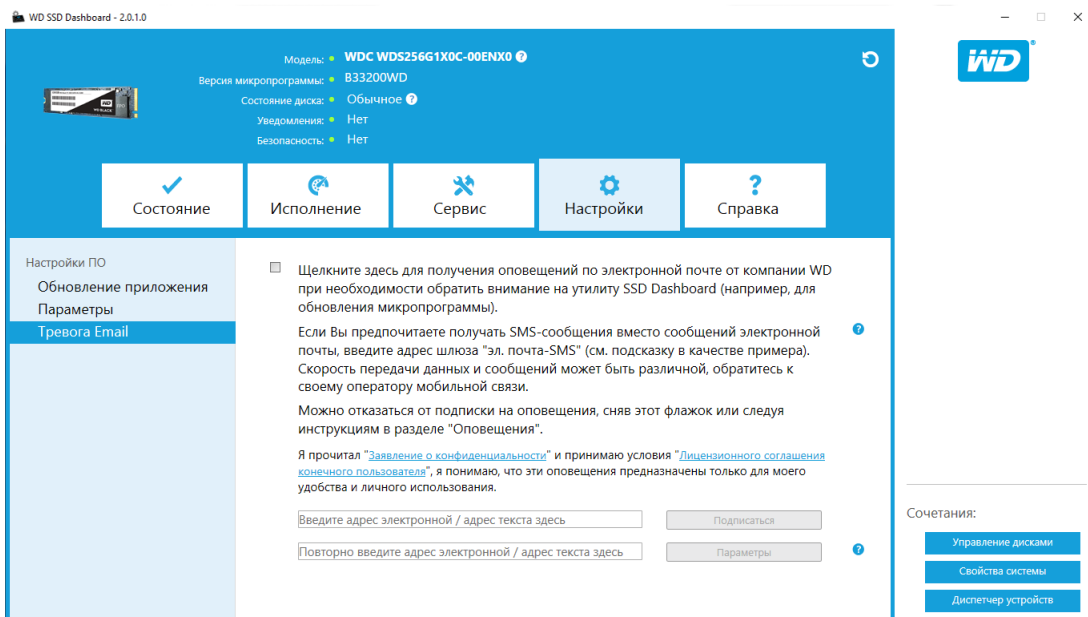 WD SSD Dashboard - 2.0.1.0
Модель: WDC WDS256G1X0C-00ENX0 ?
Версия микропрограммы: B33200WD
Состояние диска: Обычное ?
Уведомления: Нет
Безопасность: Нет
WD®
Состояние Исполнение Сервис Настройки Справка
Настройки ПО
Обновление приложения
Параметры
Тревога Email
Щелкните здесь для получения оповещений по электронной почте от компании WD
при необходимости обратить внимание на утилиту SSD Dashboard (например, для
обновления микропрограммы).
Если Вы предпочитаете получать SMS-сообщения вместо сообщений электронной
почты, введите адрес шлюза "эл. почта-SMS" (см. подсказку в качестве примера).
Скорость передачи данных и сообщений может быть различной, обратитесь к
своему оператору мобильной связи.
Можно отказаться от подписки на оповещения, сняв этот флажок или следуя
инструкциям в разделе "Оповещения".
Я прочитал "Заявление о конфиденциальности" и принимаю условия "Лицензионного соглашения
конечного пользователя", я понимаю, что эти оповещения предназначены только для моего
удобства и личного использования.
Введите адрес электронной / адрес текста здесь
Подписаться
Повторно введите адрес электронной / адрес текста здесь
Параметры
Сочетания:
Управление дисками
Свойства системы
Диспетчер устройств